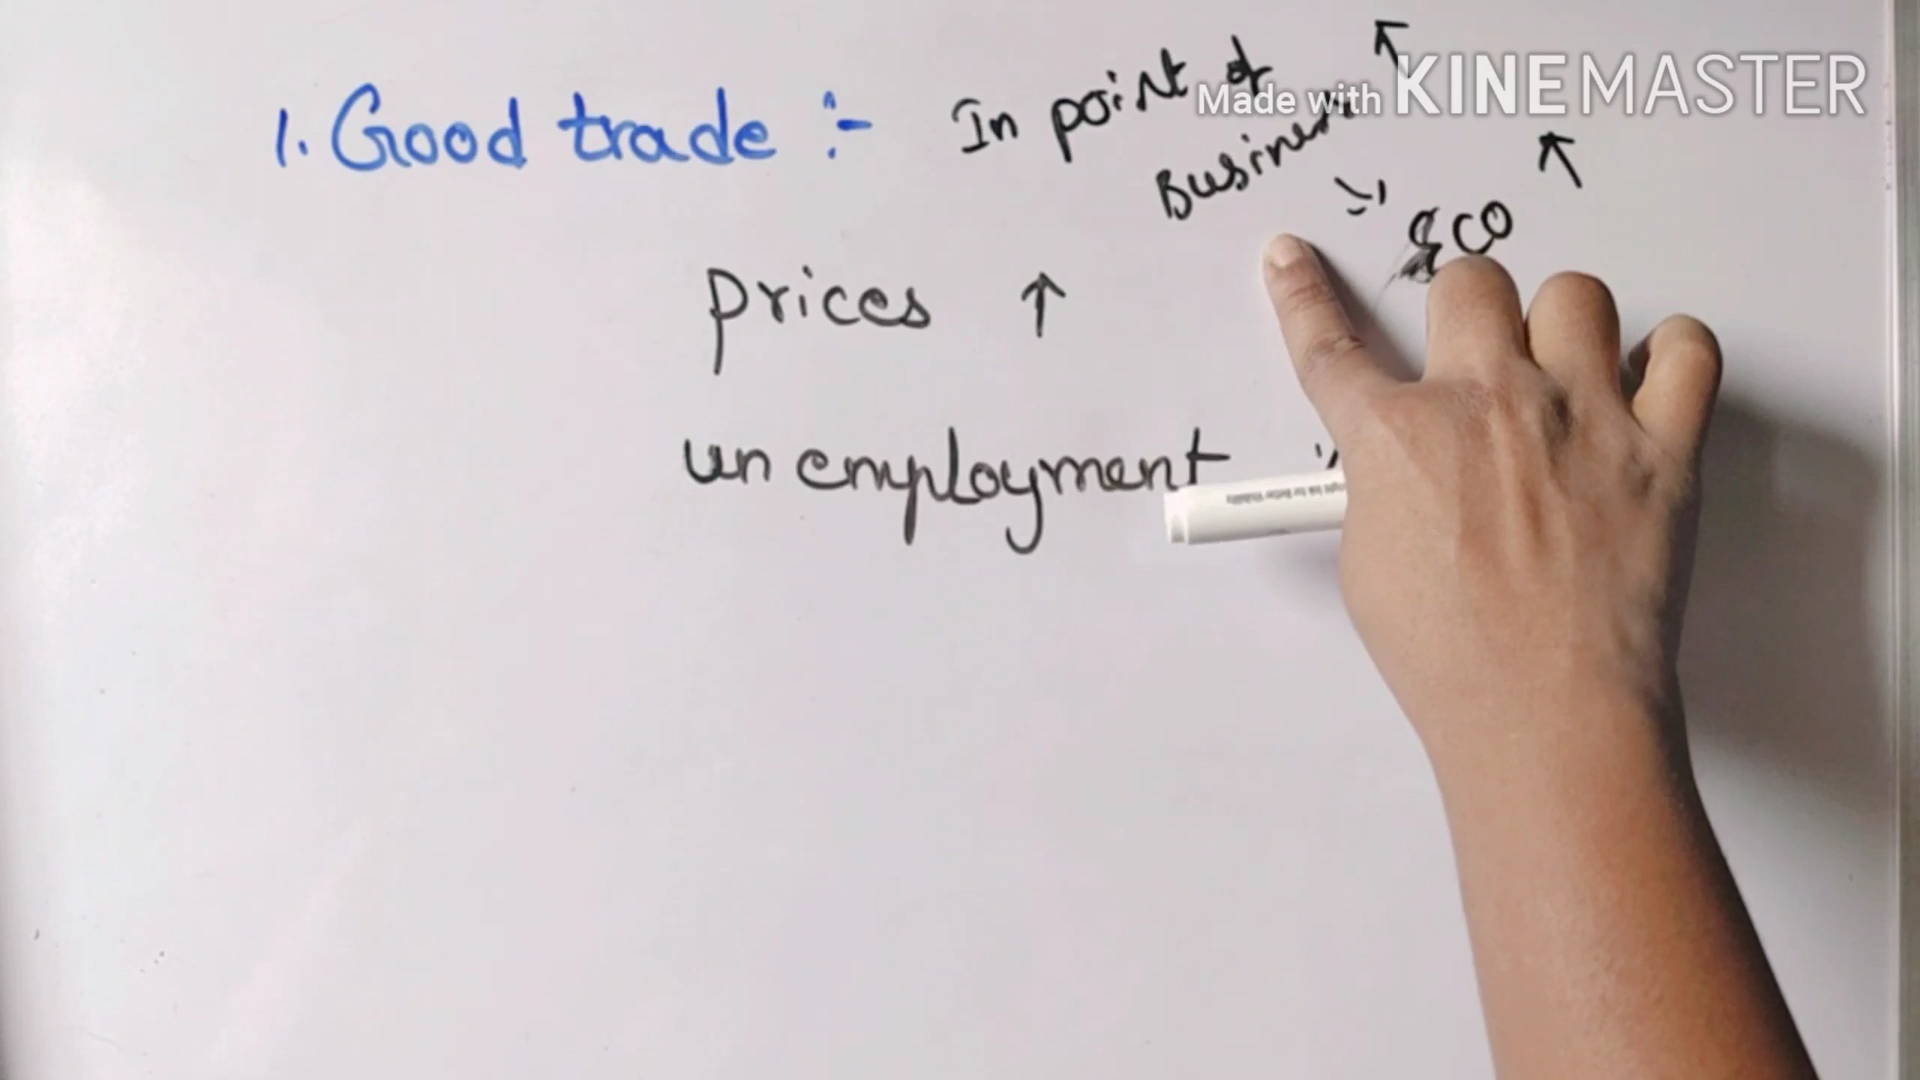 1. Good trade :- In point of ↑
Made with KINEMASTER
Business
ECO ↑
Prices ↑
unemployment